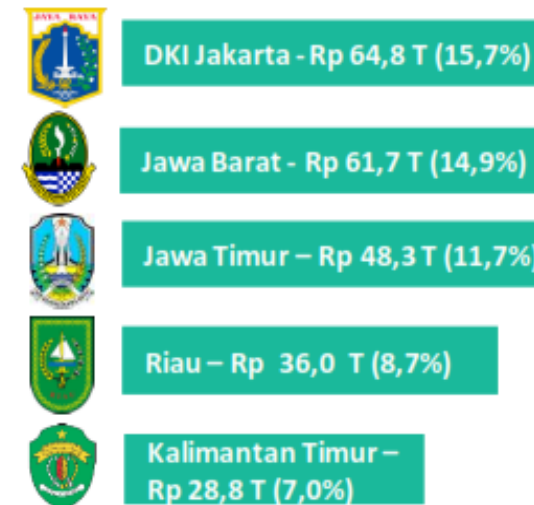 JAYA RAYA
DKI Jakarta - Rp 64,8 T (15,7%)
Jawa Barat - Rp 61,7 T (14,9%)
Jawa Timur – Rp 48,3 T (11,7%)
Riau – Rp 36,0 T (8,7%)
Kalimantan Timur –
Rp 28,8 T (7,0%)